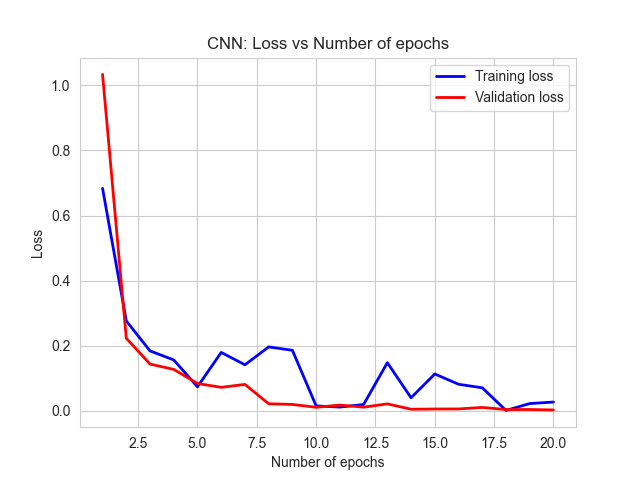 CNN: Loss vs Number of epochs
Training loss
Validation loss
1.0
0.8
0.6
0.4
0.2
0.0
Loss
2.5 5.0 7.5 10.0 12.5 15.0 17.5 20.0
Number of epochs